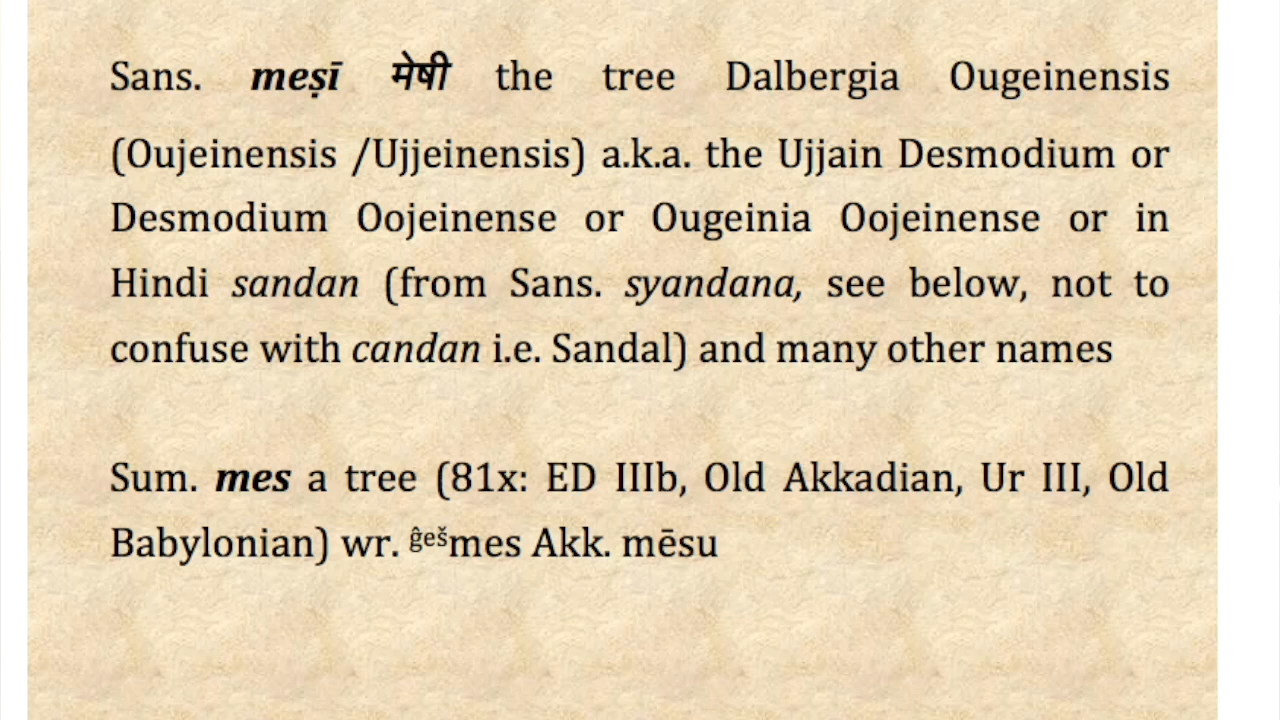 Sans. meṣī मेषी the tree Dalbergia Ougeinensis
(Oujeinensis /Ujjeinensis) a.k.a. the Ujjain Desmodium or
Desmodium Oojeinense or Ougeinia Oojeinense or in
Hindi sandan (from Sans. syandana, see below, not to
confuse with candan i.e. Sandal) and many other names
Sum. mes a tree (81x: ED IIIb, Old Akkadian, Ur III, Old
Babylonian) wr. ĝešmes Akk. mēsu